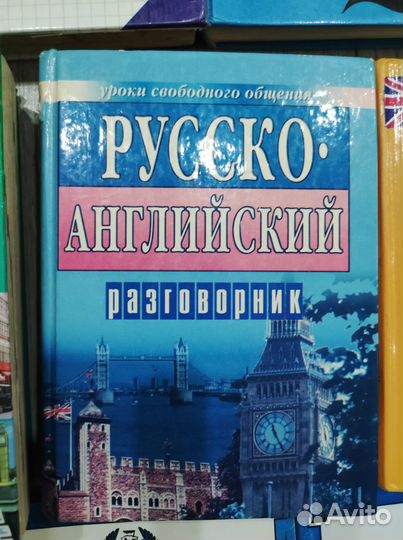 уроки свободного общения
РУССКО-
АНГЛИЙСКИЙ
разговорник
Avito